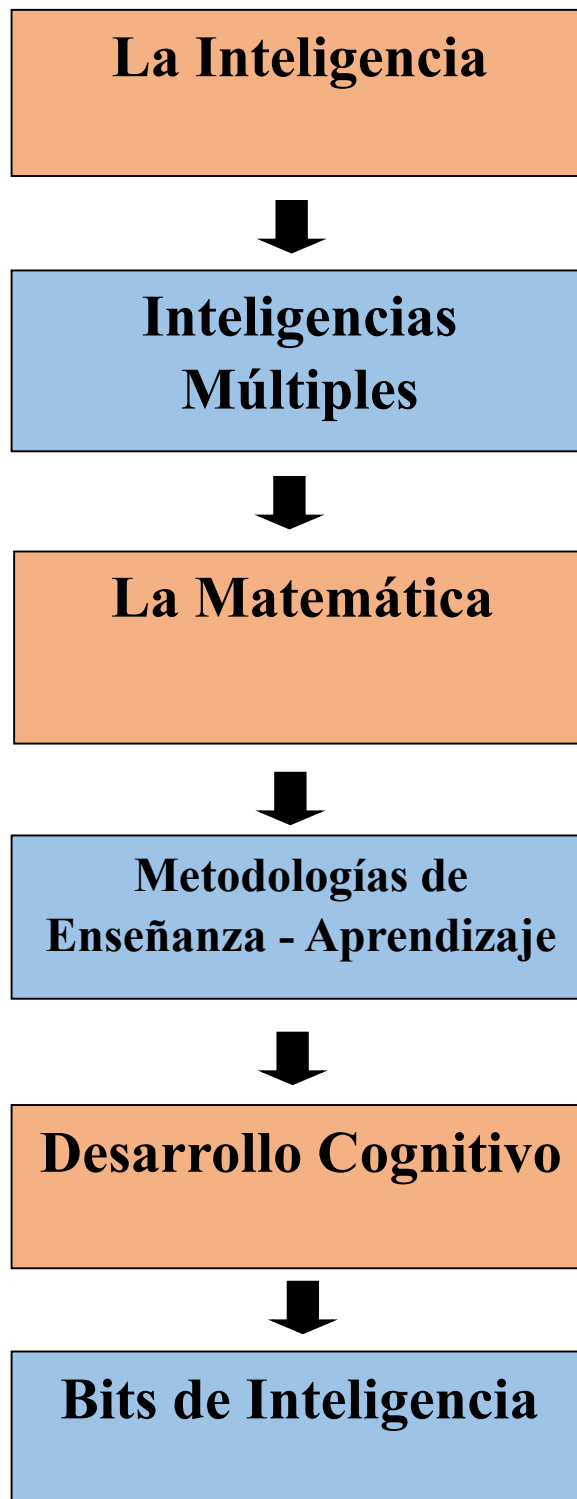 La Inteligencia
Inteligencias
Múltiples
La Matemática
Metodologías de
Enseñanza - Aprendizaje
Desarrollo Cognitivo
Bits de Inteligencia